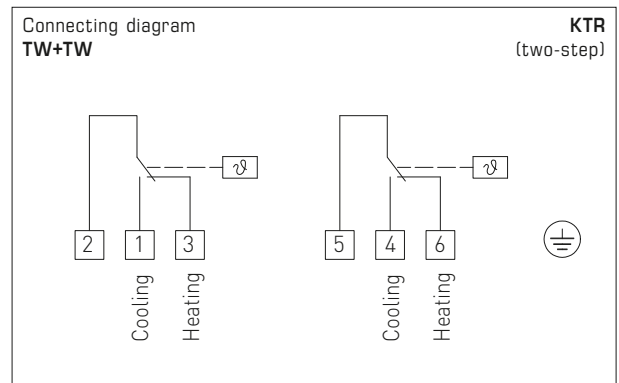 Connecting diagram KTR
TW+TW (two-step)
ϑ ϑ
2 1 3 5 4 6
Cooling Heating Cooling Heating